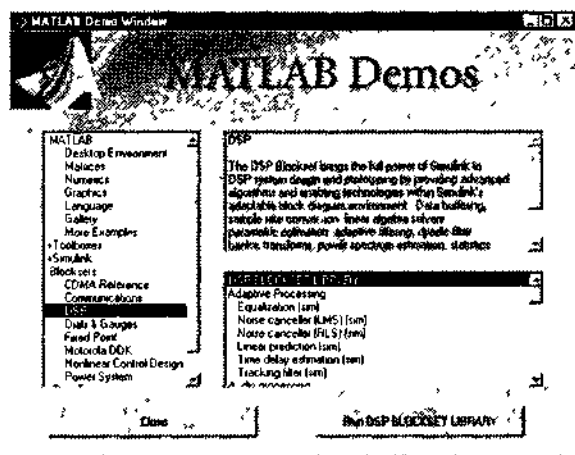 MATLAB Demo Window
MATLAB Demos
MATLAB
Desktop Environment
Matrices
Numerics
Graphics
Language
Gallery
More Examples
+Toolboxes
+Simulink
Blocksets
CDMA Reference
Communications
DSP
Dials & Gauges
Fixed Point
Motorola DDK
Nonlinear Control Design
Power System
DSP
The DSP Blockset brings the full power of Simulink to
DSP system design and prototyping by providing advanced
algorithms and enabling technologies within Simulink's
adaptable block diagram environment. Data buffering,
sample rate conversion, linear algebra solvers
parametric estimation, adaptive filtering, dyadic filter
banks, transforms, power spectrum estimation, statistics
DSP BLOCKSET LIBRARY
Adaptive Processing
Equalization (sim)
Noise canceller (LMS) (sim)
Noise canceller (RLS) (sim)
Linear prediction (sim)
Time delay estimation (sim)
Tracking filter (sim)
Close
Run DSP BLOCKSET LIBRARY